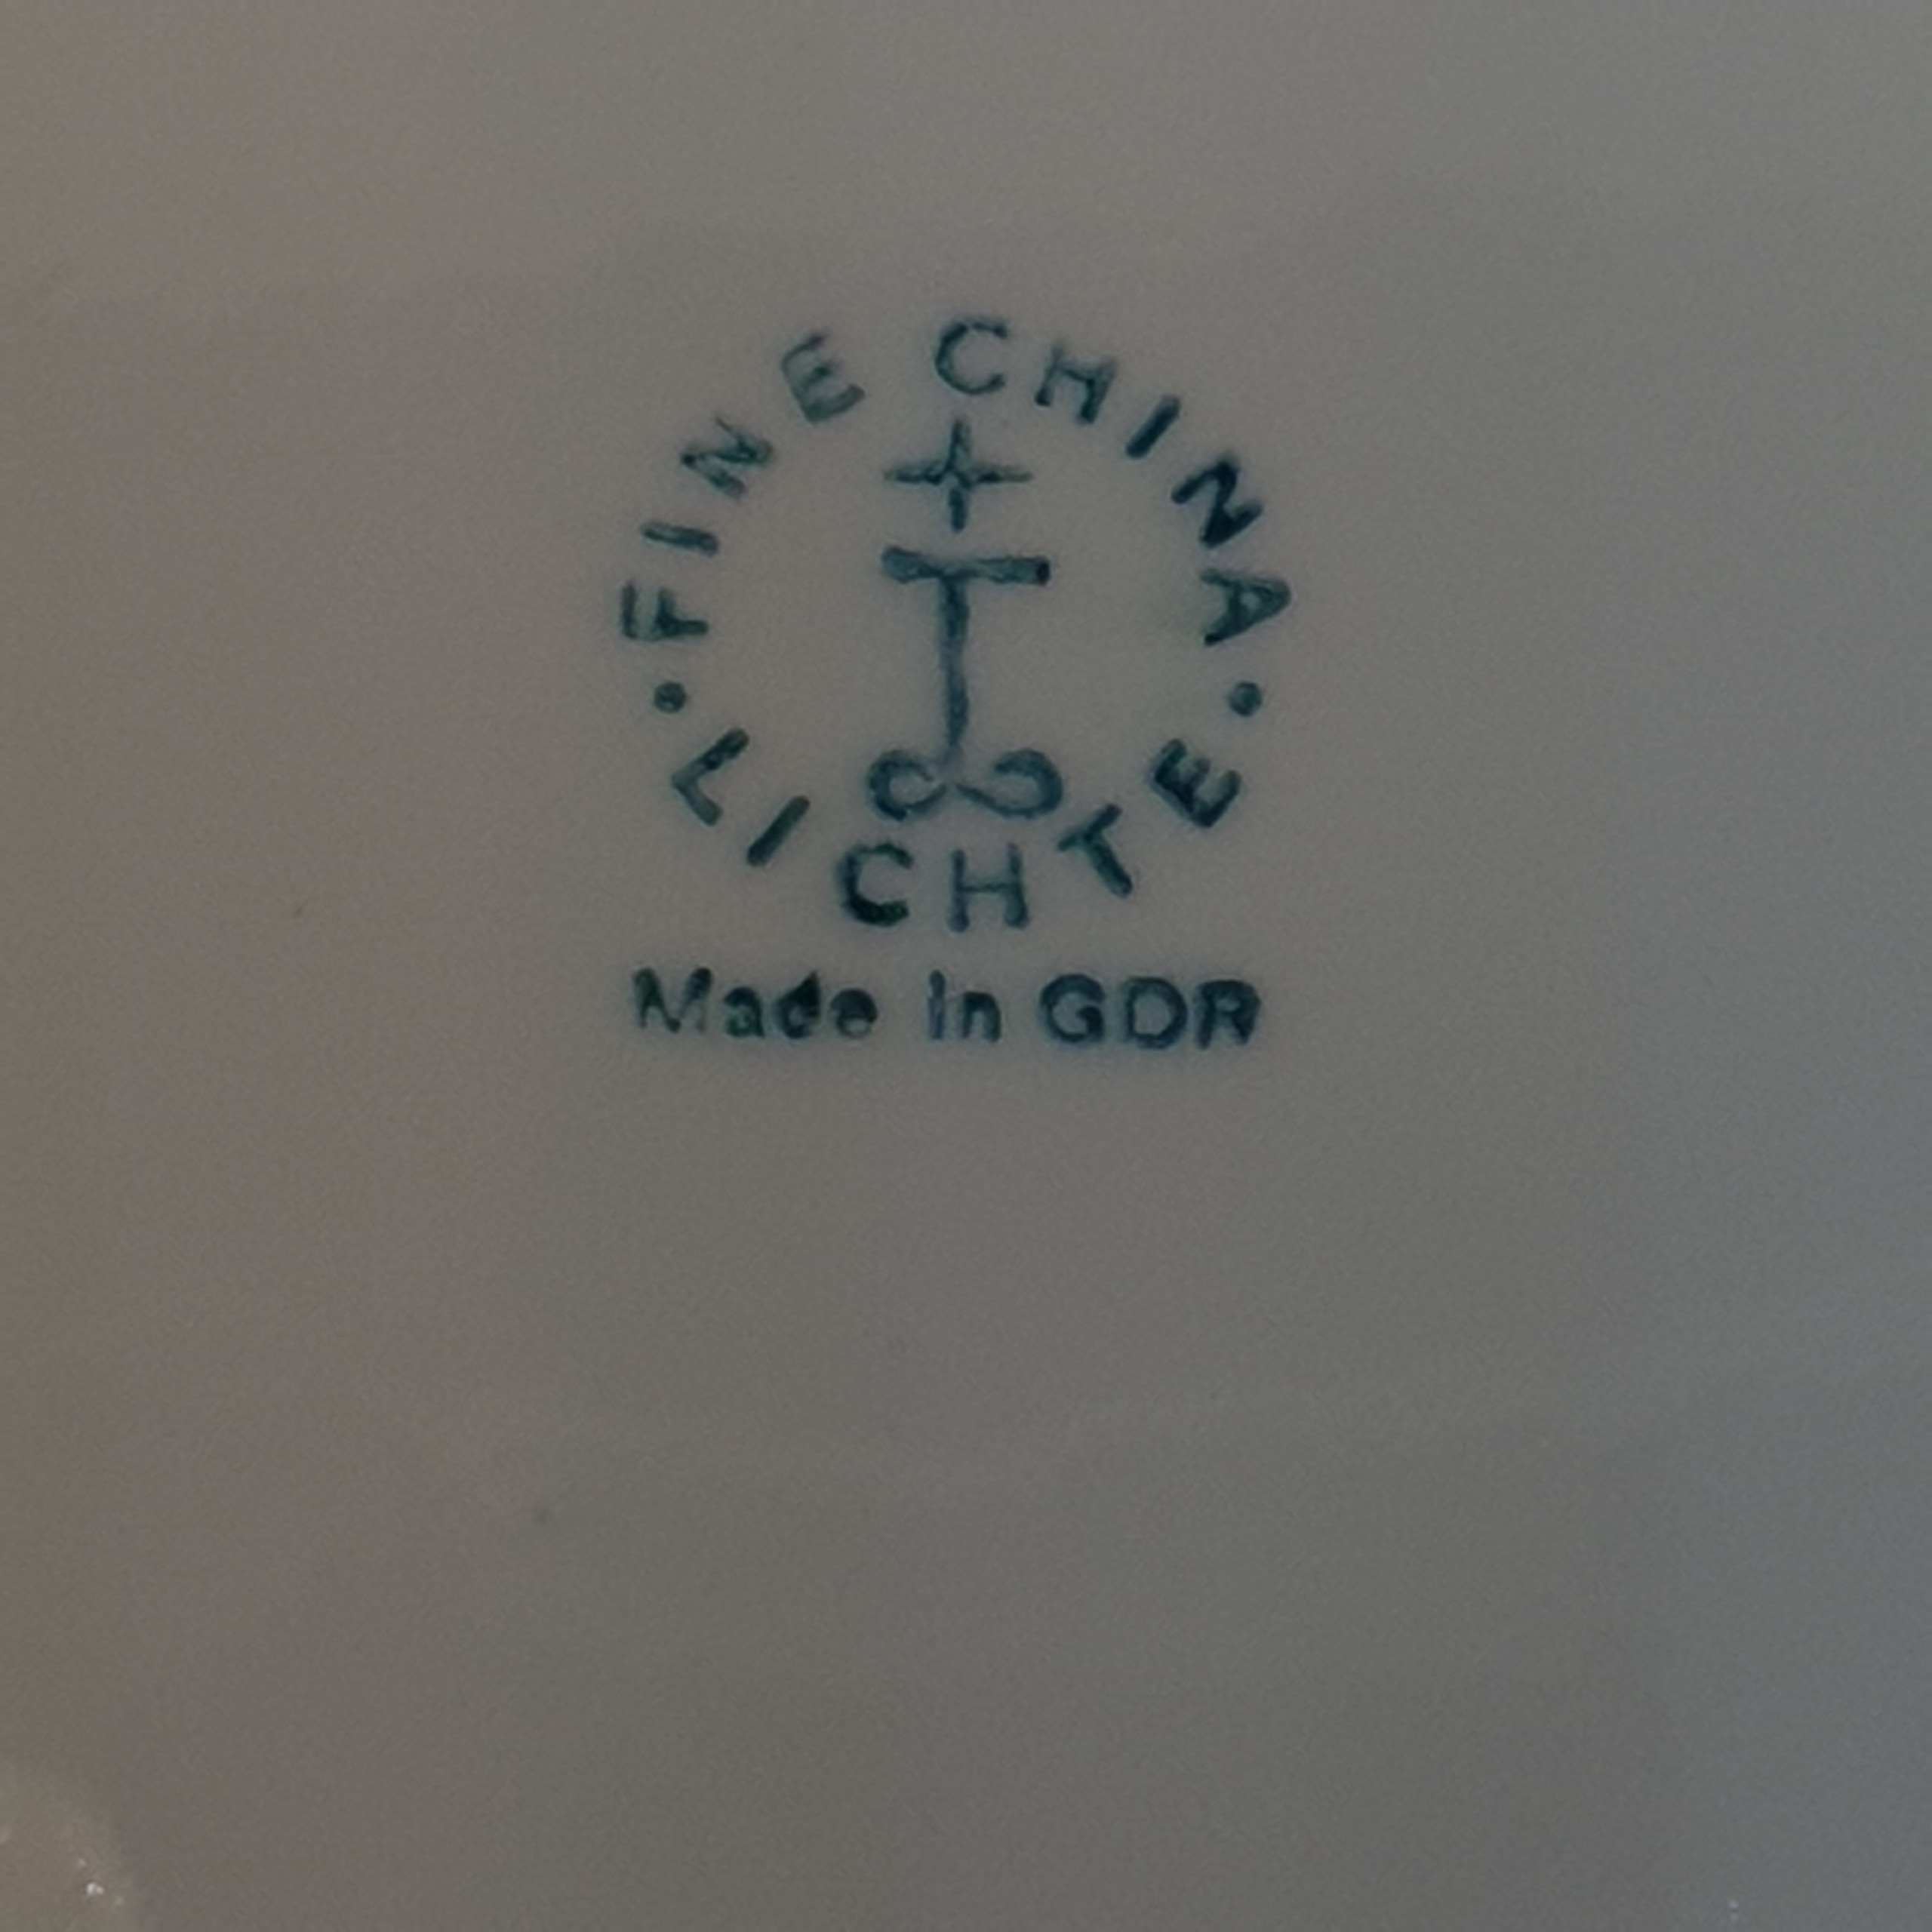 FINE CHINA
• LICHTE •
Made in GDR